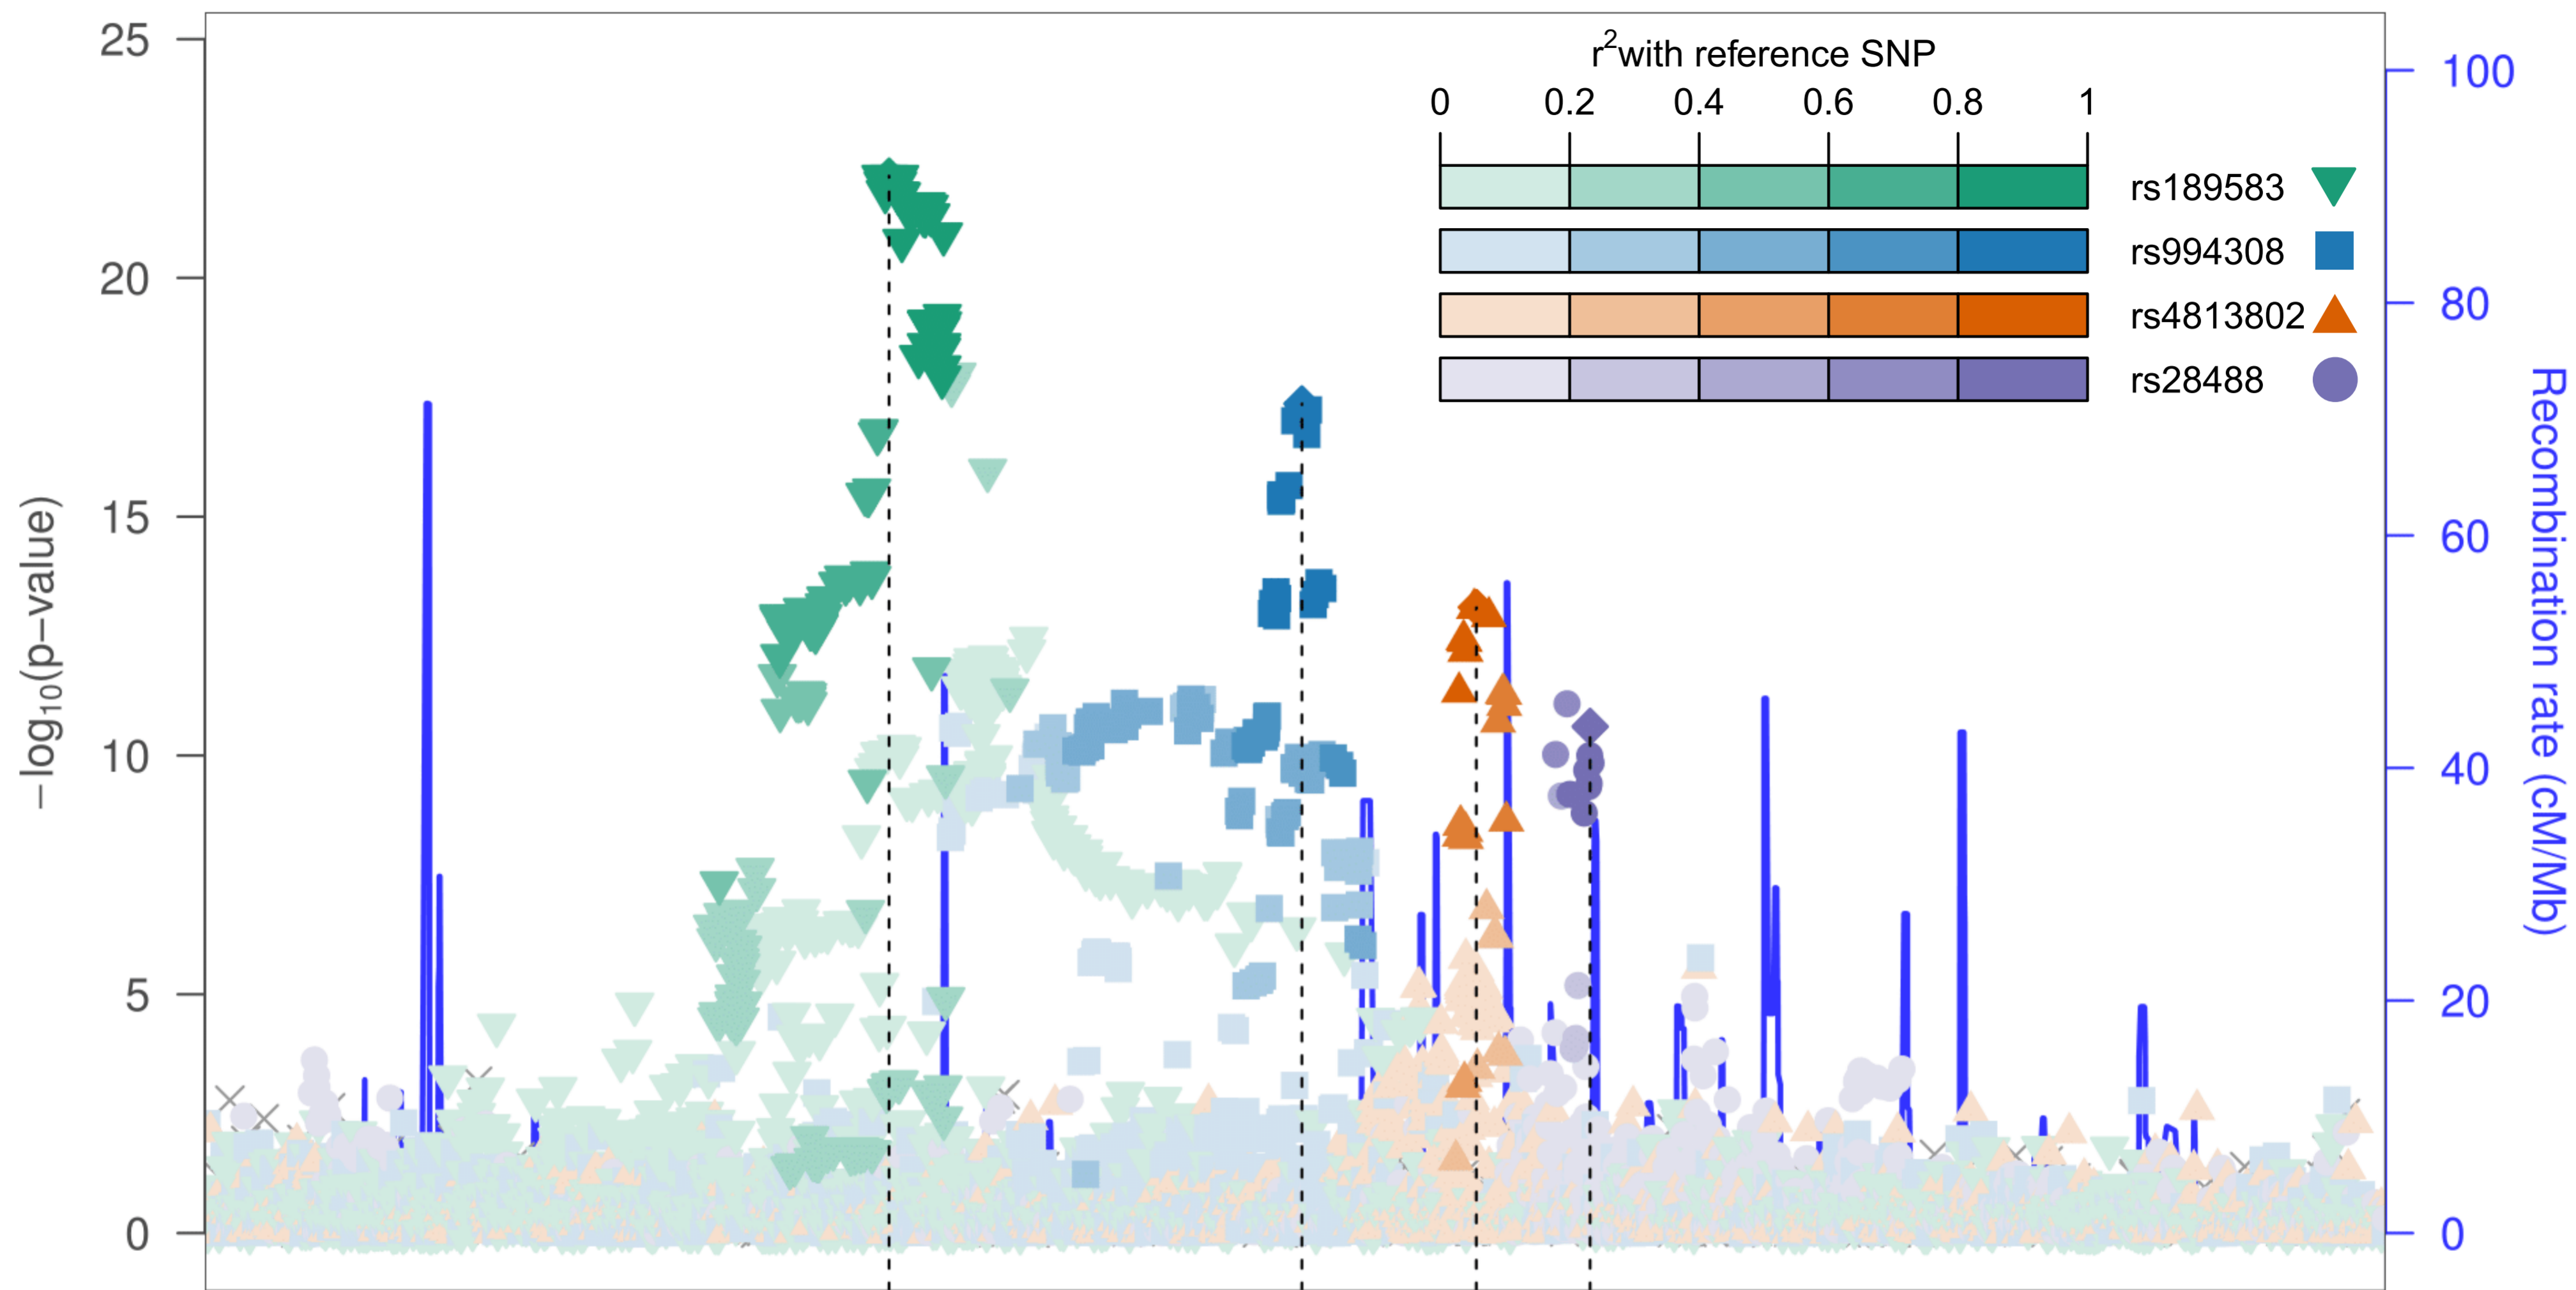 r²with reference SNP
0 0.2 0.4 0.6 0.8 1
rs189583
rs994308
rs4813802
rs28488
−log₁₀(p−value)
25
20
15
10
5
0
Recombination rate (cM/Mb)
100
80
60
40
20
0